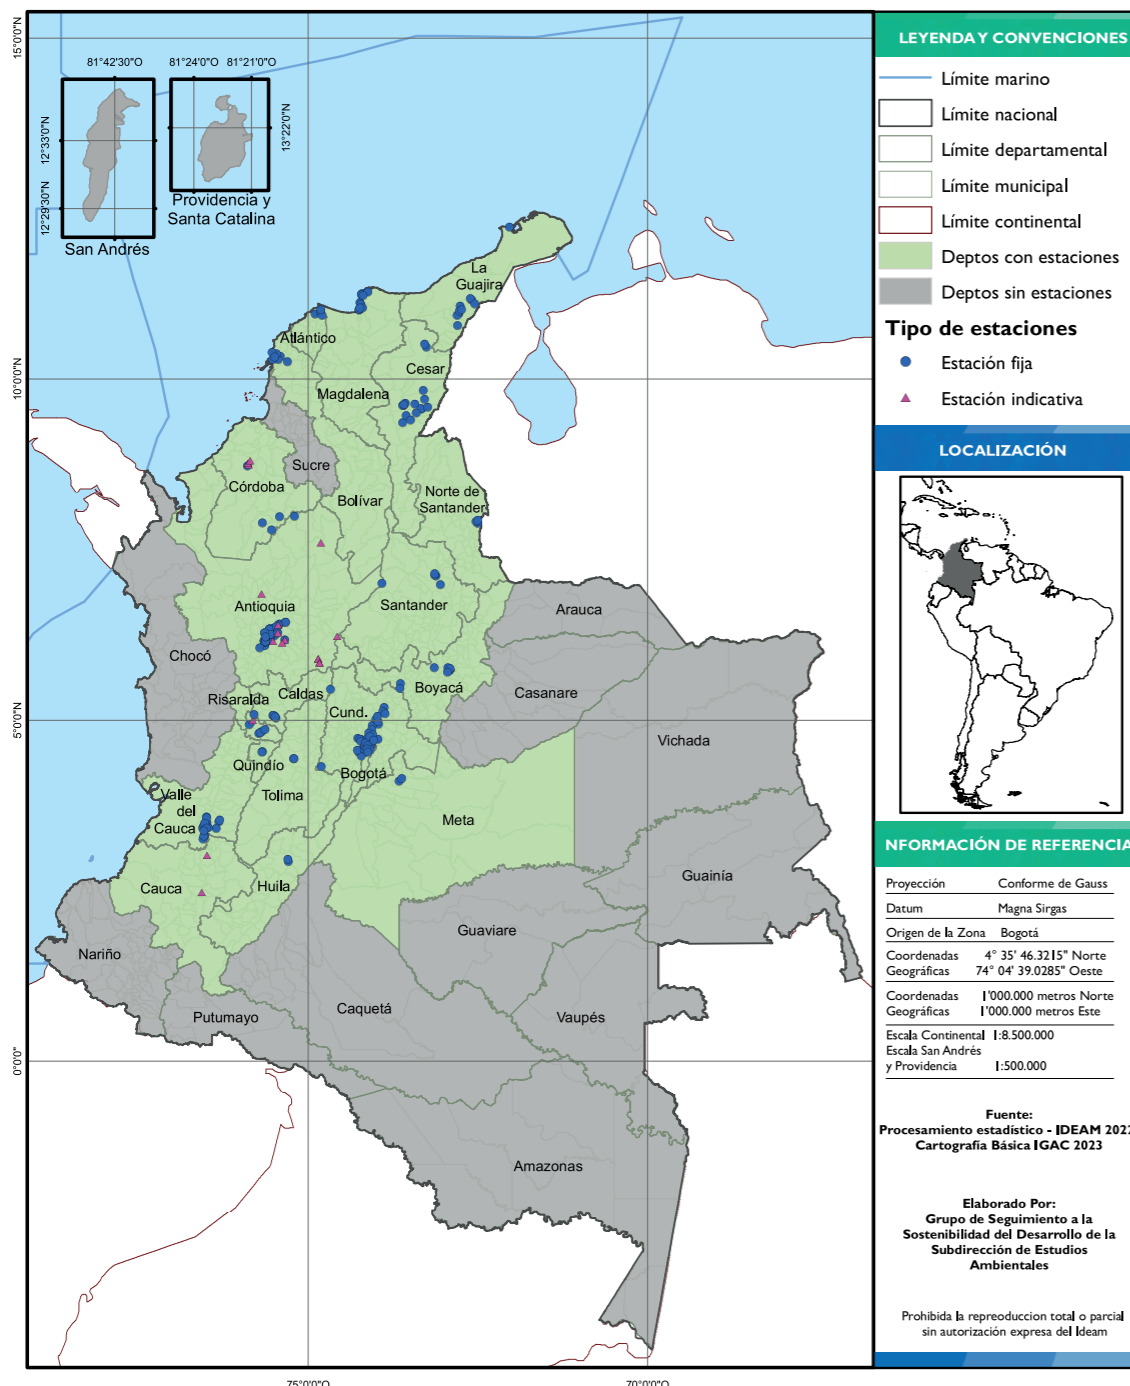 15°0'0"N
10°0'0"N
5°0'0"N
0°0'0"
75°0'0"O
70°0'0"O
81°42'30"O
12°33'0"N
12°29'30"N
San Andrés
81°24'0"O
81°21'0"O
13°22'0"N
Providencia y
Santa Catalina
La
Guajira
Atlántico
Cesar
Magdalena
Sucre
Córdoba
Bolívar
Norte de
Santander
Antioquia
Santander
Arauca
Chocó
Risaralda
Caldas
Boyacá
Casanare
Cund.
Vichada
Quindío
Bogotá
Valle
del
Cauca
Tolima
Meta
Cauca
Huila
Guainía
Guaviare
Nariño
Caquetá
Putumayo
Vaupés
Amazonas
LEYENDA Y CONVENCIONES
Límite marino
Límite nacional
Límite departamental
Límite municipal
Límite continental
Deptos con estaciones
Deptos sin estaciones
Tipo de estaciones
Estación fija
Estación indicativa
LOCALIZACIÓN
NFORMACIÓN DE REFERENCIA
Proyección Conforme de Gauss
Datum Magna Sirgas
Origen de la Zona Bogotá
Coordenadas 4° 35' 46.3215" Norte
Geográficas 74° 04' 39.0285" Oeste
Coordenadas 1'000.000 metros Norte
Geográficas 1'000.000 metros Este
Escala Continental 1:8.500.000
Escala San Andrés
y Providencia 1:500.000
Fuente:
Procesamiento estadístico - IDEAM 2022
Cartografía Básica IGAC 2023
Elaborado Por:
Grupo de Seguimiento a la
Sostenibilidad del Desarrollo de la
Subdirección de Estudios
Ambientales
Prohibida la repreoduccion total o parcial
sin autorización expresa del Ideam